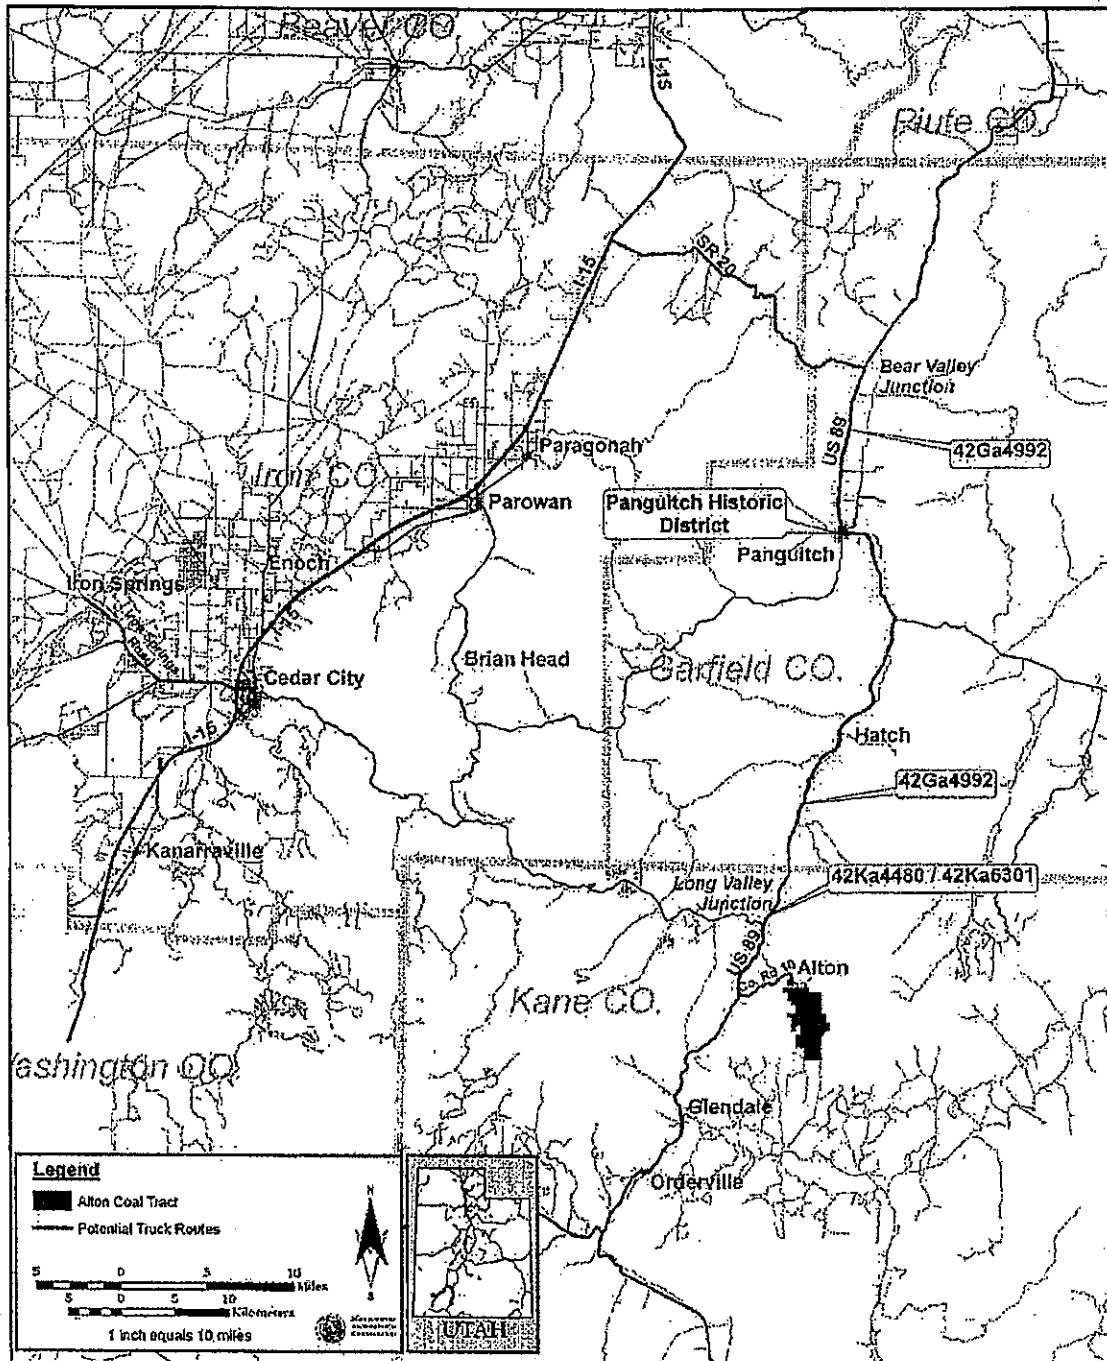 Beaver CO.
I-15
Piute CO.
I-15
SR 20
Bear Valley
Junction
US 89
42Ga4992
Paragonah
Iron CO.
Parowan
Panguitch Historic
District
Panguitch
Enoch
Iron Springs
Iron Springs
Road
I-15
Brian Head
Garfield CO.
Cedar City
I-15
Hatch
42Ga4992
Kanarraville
Long Valley
Junction
42Ka4480 / 42Ka6301
US 89
Co. Rd 10
Alton
Kane CO.
ashington CO.
Glendale
Orderville
Legend
Alton Coal Tract
Potential Truck Routes
N
S
5 0 5 10
Miles
5 0 5 10
Kilometers
1 inch equals 10 miles
UTAH